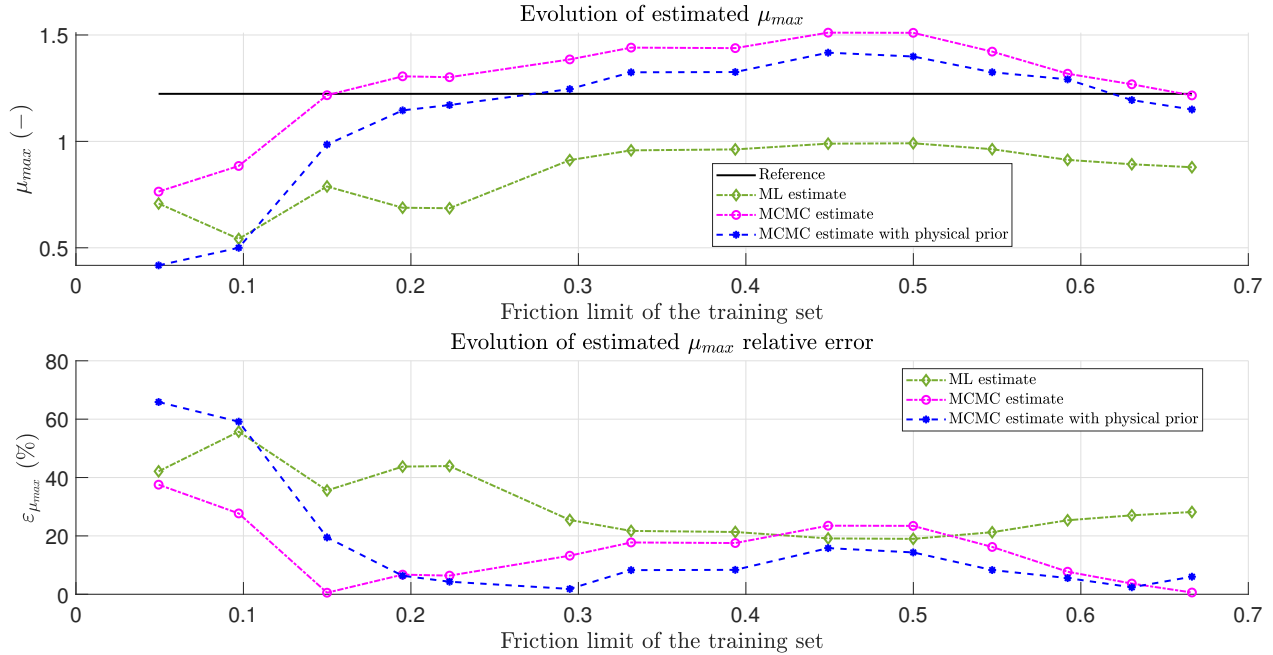 Evolution of estimated μmax
1.5
1
0.5
μmax (−)
Reference
ML estimate
MCMC estimate
MCMC estimate with physical prior
0 0.1 0.2 0.3 0.4 0.5 0.6 0.7
Friction limit of the training set
Evolution of estimated μmax relative error
80
60
40
20
0
εμmax (%)
ML estimate
MCMC estimate
MCMC estimate with physical prior
0 0.1 0.2 0.3 0.4 0.5 0.6 0.7
Friction limit of the training set